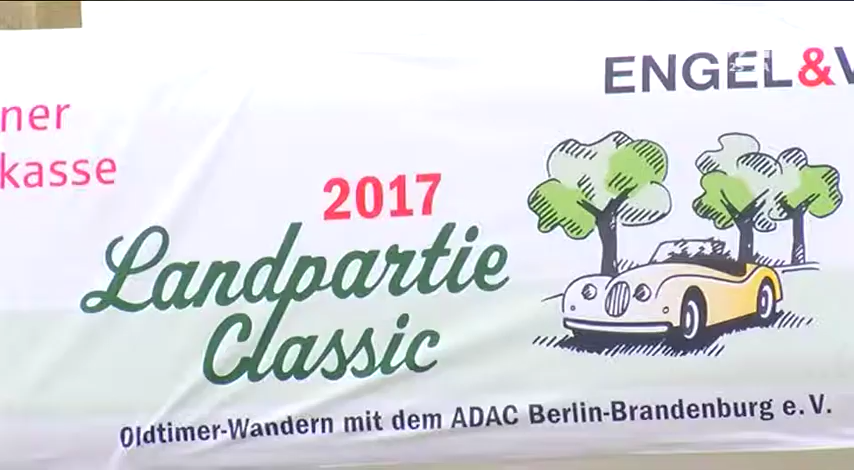 ENGEL&V
ner
kasse
2017
Landpartie
Classic
Oldtimer-Wandern mit dem ADAC Berlin-Brandenburg e.V.